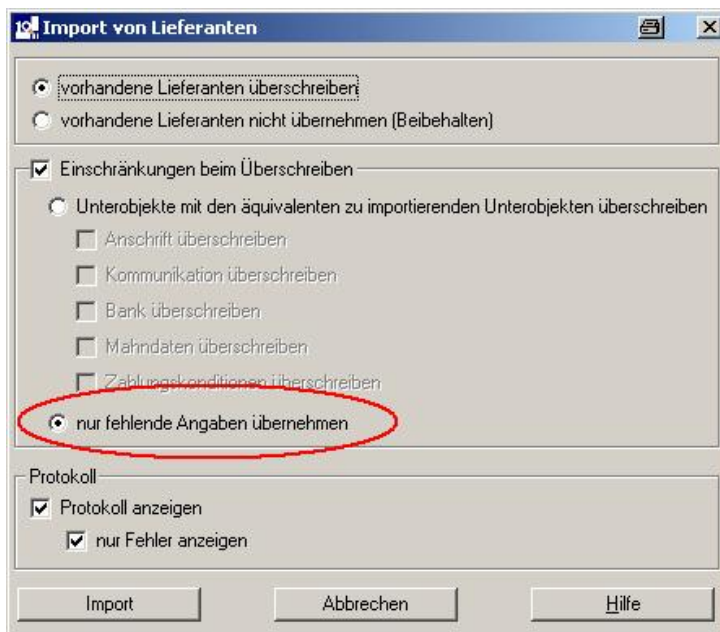 Import von Lieferanten
vorhandene Lieferanten überschreiben
vorhandene Lieferanten nicht übernehmen (Beibehalten)
Einschränkungen beim Überschreiben
Unterobjekte mit den äquivalenten zu importierenden Unterobjekten überschreiben
Anschrift überschreiben
Kommunikation überschreiben
Bank überschreiben
Mahndaten überschreiben
Zahlungskonditionen überschreiben
nur fehlende Angaben übernehmen
Protokoll
Protokoll anzeigen
nur Fehler anzeigen
Import Abbrechen Hilfe